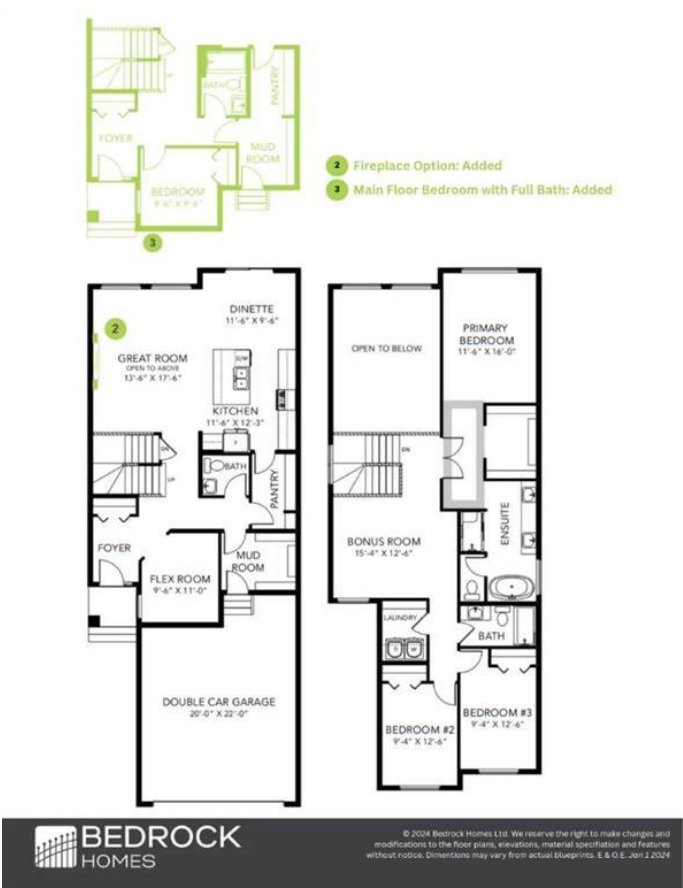 BATH
PANTRY
FOYER
MUD
ROOM
BEDROOM
9'-6" X 9'-4"
2 Fireplace Option: Added
3 Main Floor Bedroom with Full Bath: Added
3
DINETTE
11'-6" X 9'-6"
2
GREAT ROOM
OPEN TO ABOVE
13'-6" X 17'-6"
D/W
KITCHEN
11'-6" X 12'-3"
F
DN
UP
BATH
PANTRY
FOYER
MUD
ROOM
FLEX ROOM
9'-6" X 11'-0"
DOUBLE CAR GARAGE
20'-0" X 22'-0"
OPEN TO BELOW
PRIMARY
BEDROOM
11'-6" X 16'-0"
DN
ENSUITE
BONUS ROOM
15'-4" X 12'-6"
LAUNDRY
D W
BATH
BEDROOM #2
9'-4" X 12'-6"
BEDROOM #3
9'-4" X 12'-6"
BEDROCK
HOMES
© 2024 Bedrock Homes Ltd. We reserve the right to make changes and
modifications to the floor plans, elevations, material specifiation and features
without notice. Dimentions may vary from actual blueprints. E & O.E. Jan 1 2024